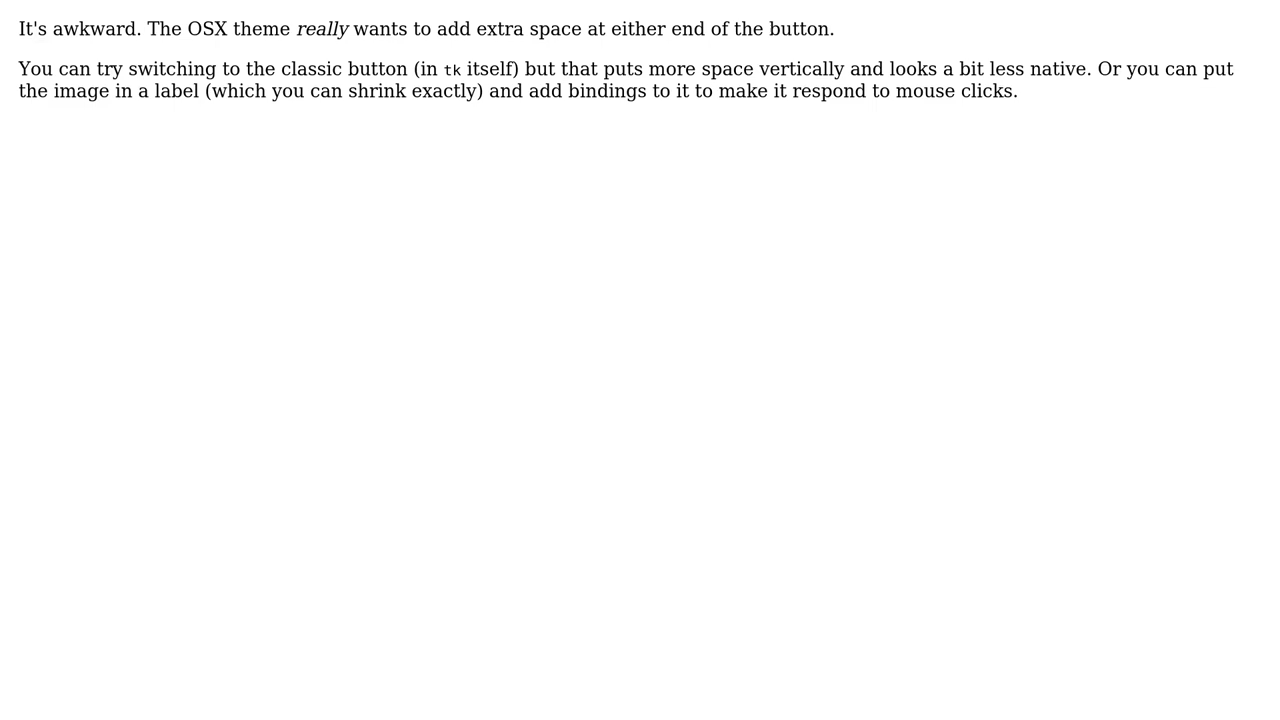 It's awkward. The OSX theme really wants to add extra space at either end of the button.
You can try switching to the classic button (in tk itself) but that puts more space vertically and looks a bit less native. Or you can put
the image in a label (which you can shrink exactly) and add bindings to it to make it respond to mouse clicks.